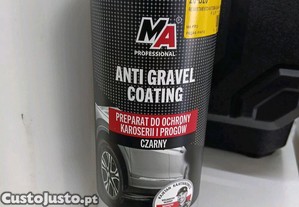 MA
PROFESSIONAL
ANTI GRAVEL
COATING
PREPARAT DO OCHRONY
KAROSERII I PROGÓW
CZARNY
CustoJusto.pt